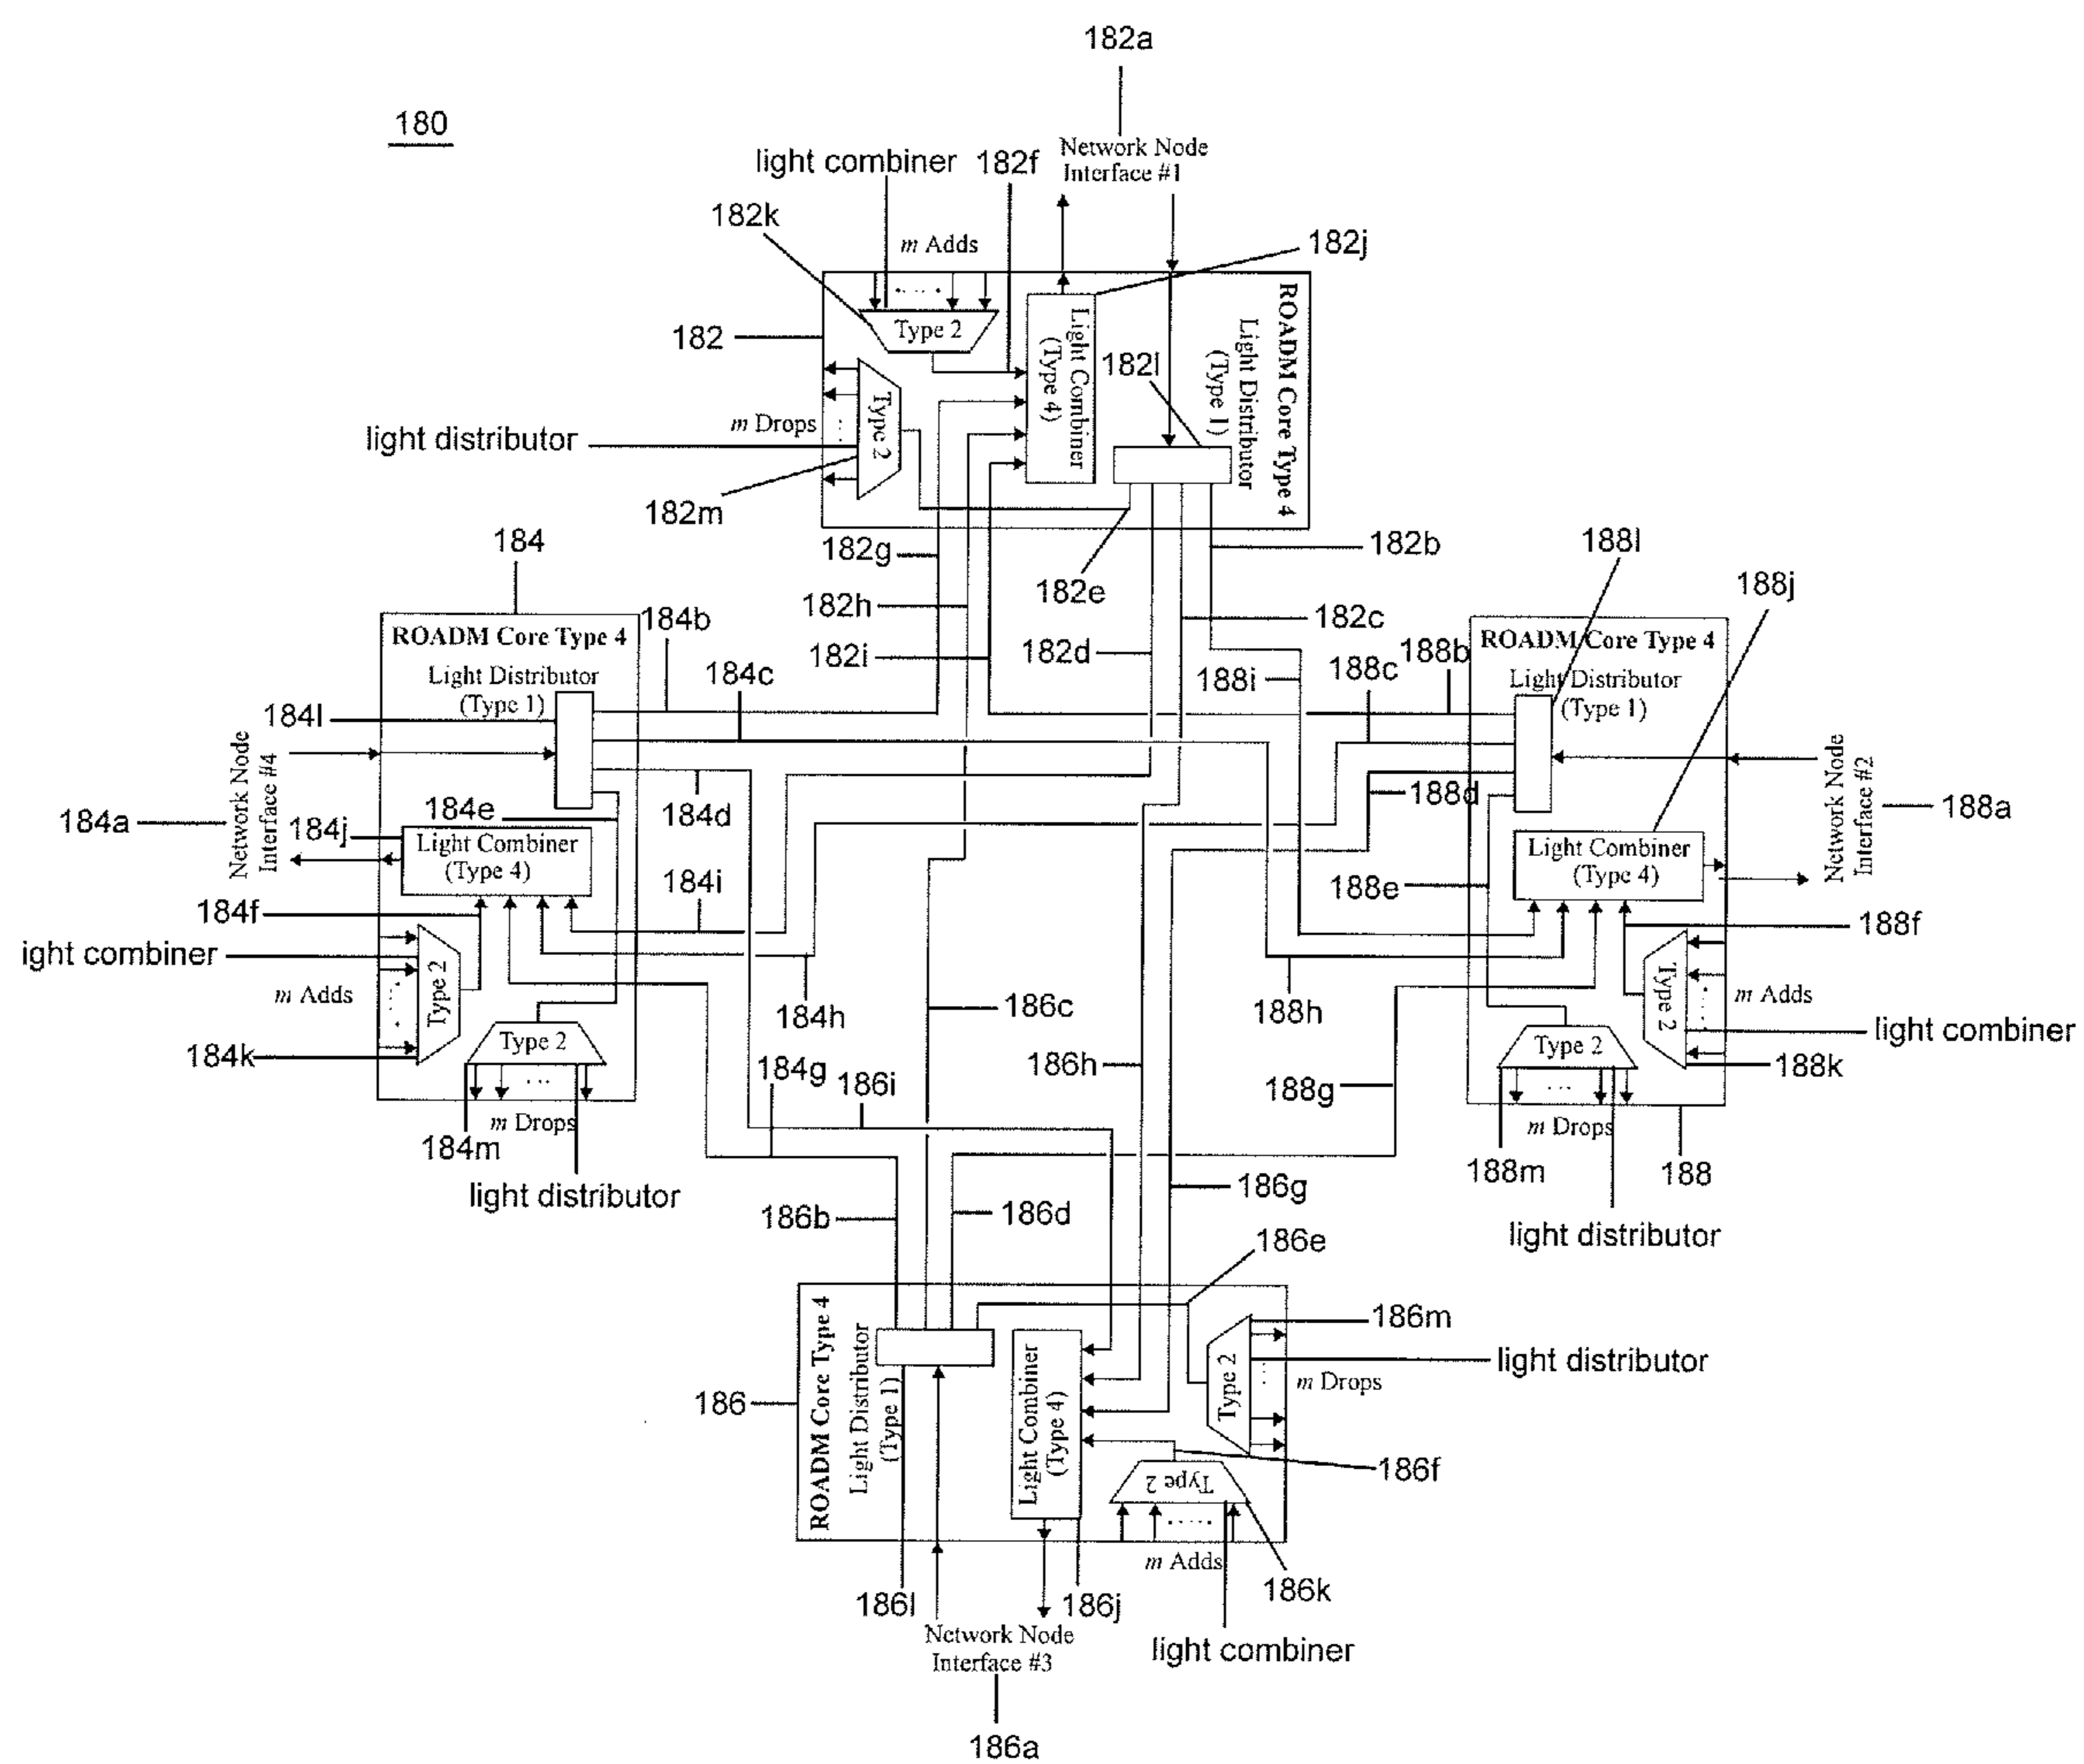 182a
180
Network Node
Interface #1
light combiner
182f
182k
m Adds
182j
182
Type 2
Light Combiner
(Type 4)
182l
Light Distributor
(Type 1)
ROADM Core Type 4
light distributor
m Drops
Type 2
182m
182g
182b
182e
182h
182c
182i
182d
184
ROADM Core Type 4
Light Distributor
(Type 1)
184b
184c
184l
Network Node
Interface #4
184a
184j
184e
184d
Light Combiner
(Type 4)
184i
184f
ight combiner
m Adds
Type 2
184k
184h
Type 2
m Drops
184m
light distributor
184g
188l
188j
ROADM Core Type 4
Light Distributor
(Type 1)
188b
188c
188i
188d
Network Node
Interface #2
188a
Light Combiner
(Type 4)
188e
188f
Type 2
m Adds
light combiner
188k
188h
Type 2
m Drops
188m
188
light distributor
188g
186c
186h
186i
186g
186b
186d
186e
186
ROADM Core Type 4
Light Distributor
(Type 1)
Light Combiner
(Type 4)
Type 2
186m
light distributor
m Drops
186f
Type 2
m Adds
186k
light combiner
186l
186j
Network Node
Interface #3
186a